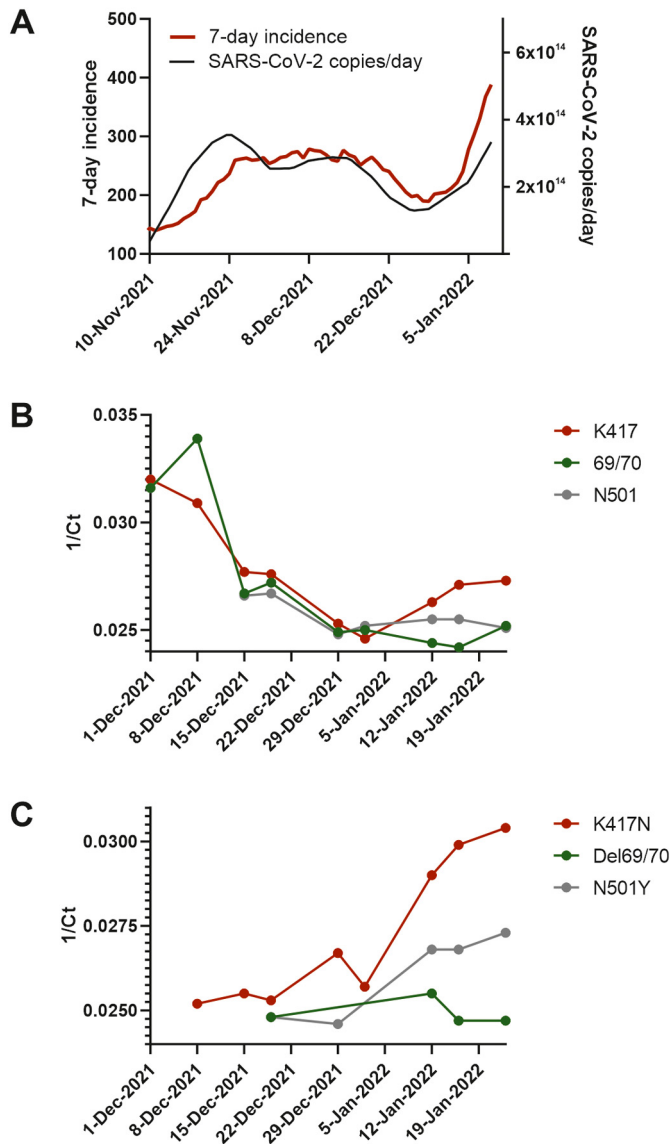 A
7-day incidence
SARS-CoV-2 copies/day
500
400
300
200
100
7-day incidence
6x10¹⁴
4x10¹⁴
2x10¹⁴
SARS-CoV-2 copies/day
10-Nov-2021
24-Nov-2021
8-Dec-2021
22-Dec-2021
5-Jan-2022
B
0.035
0.030
0.025
1/Ct
K417
69/70
N501
1-Dec-2021
8-Dec-2021
15-Dec-2021
22-Dec-2021
29-Dec-2021
5-Jan-2022
12-Jan-2022
19-Jan-2022
C
0.0300
0.0275
0.0250
1/Ct
K417N
Del69/70
N501Y
1-Dec-2021
8-Dec-2021
15-Dec-2021
22-Dec-2021
29-Dec-2021
5-Jan-2022
12-Jan-2022
19-Jan-2022